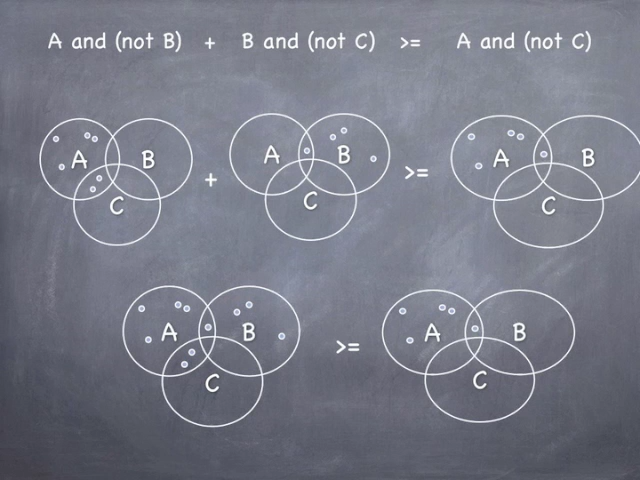 A and (not B) + B and (not C) >= A and (not C)
A B C + A B C >= A B C
A B C >= A B C